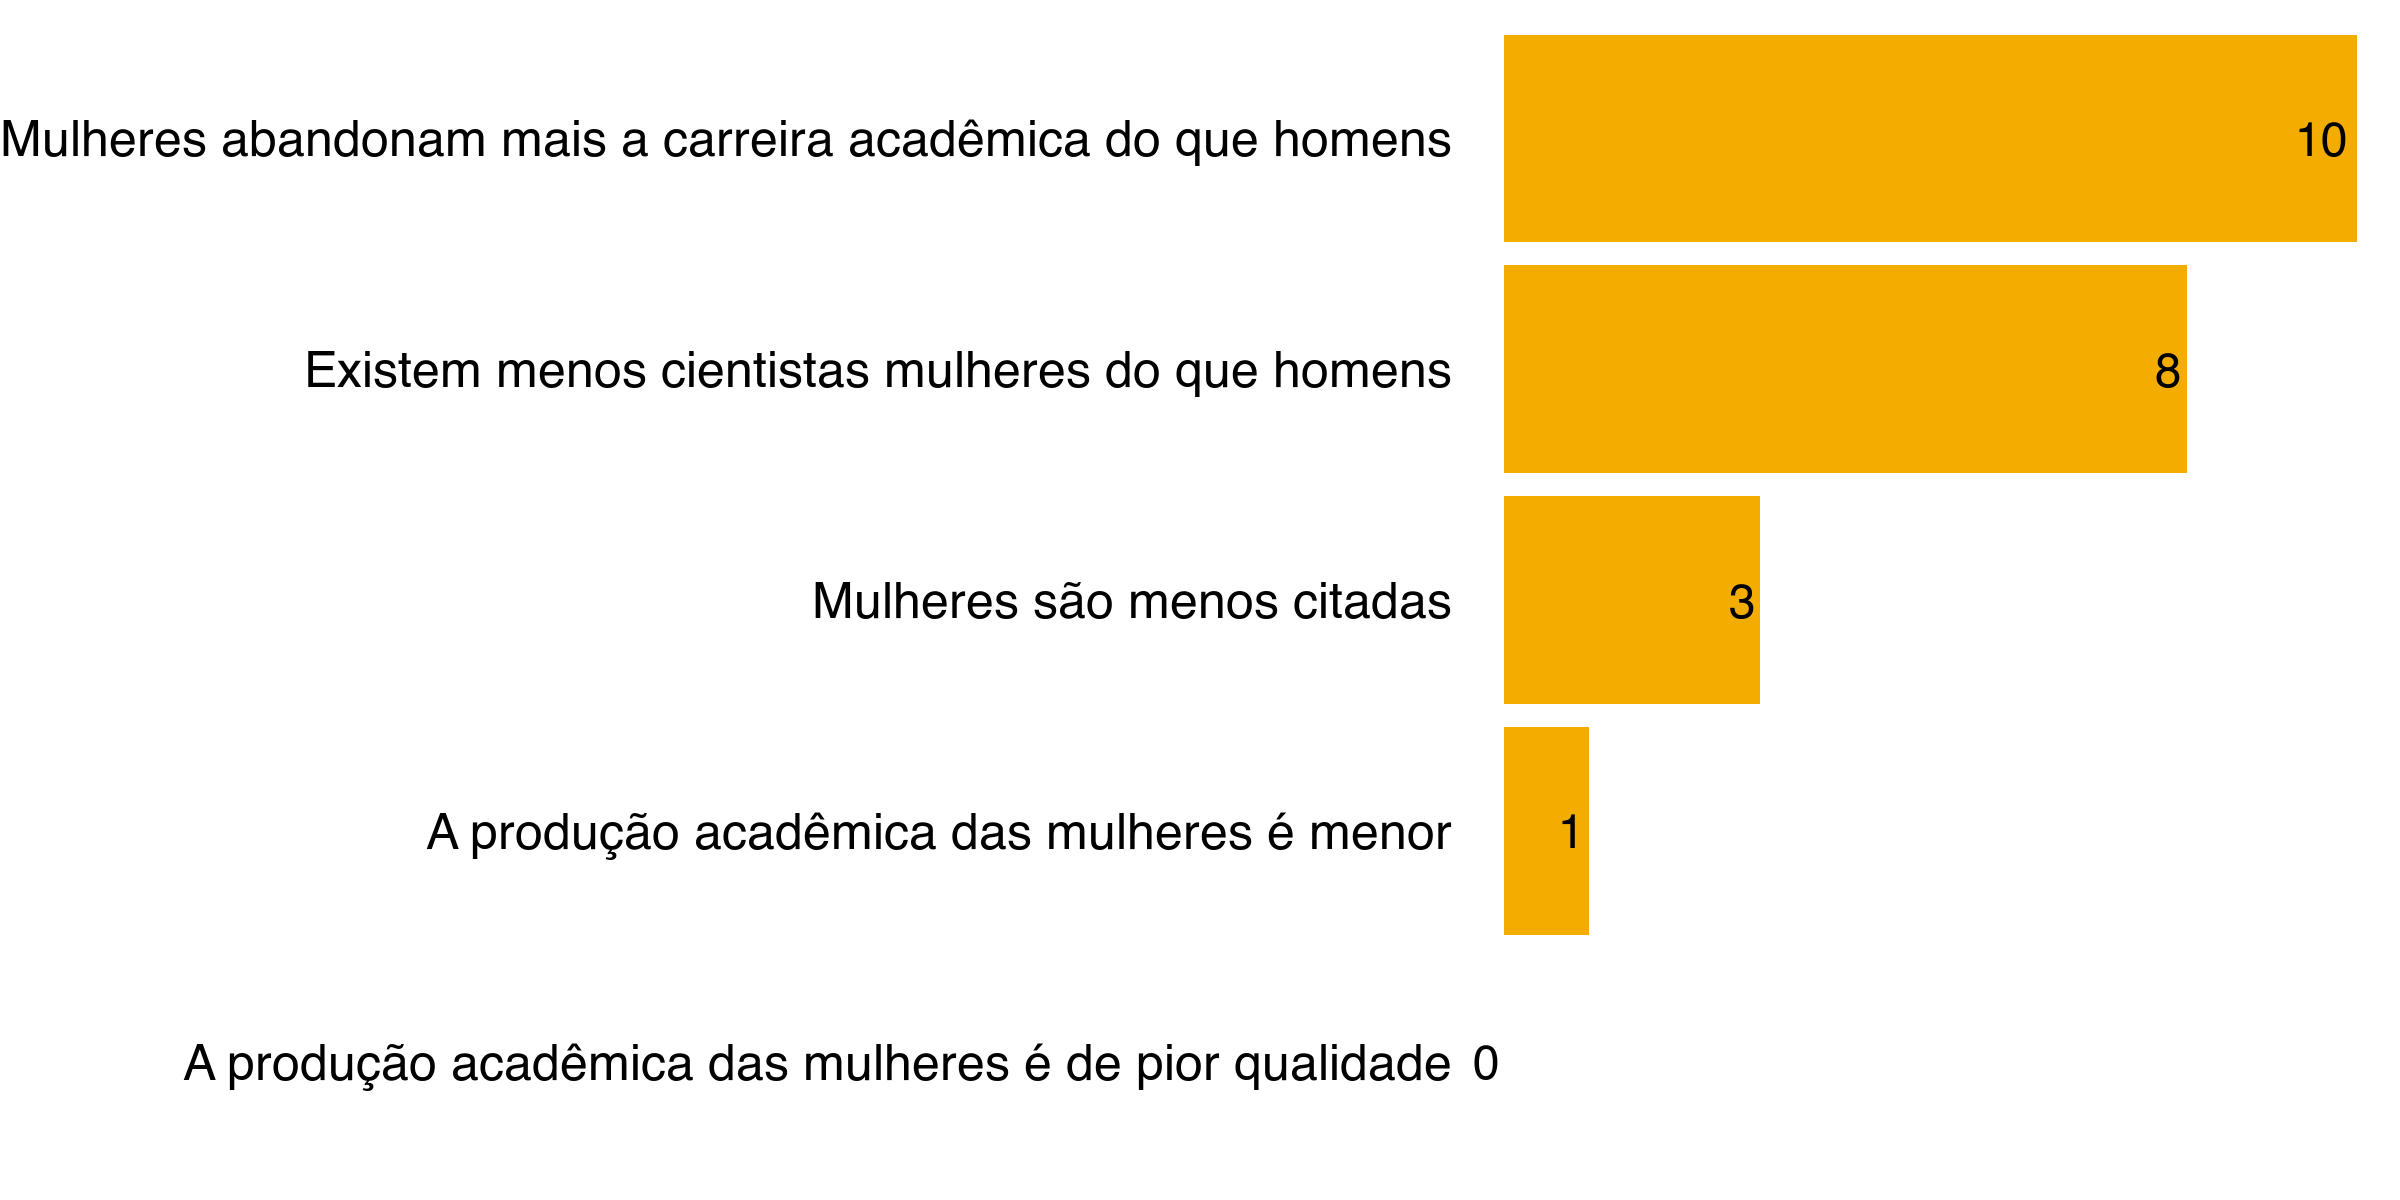 Mulheres abandonam mais a carreira acadêmica do que homens 10
Existem menos cientistas mulheres do que homens 8
Mulheres são menos citadas 3
A produção acadêmica das mulheres é menor 1
A produção acadêmica das mulheres é de pior qualidade 0